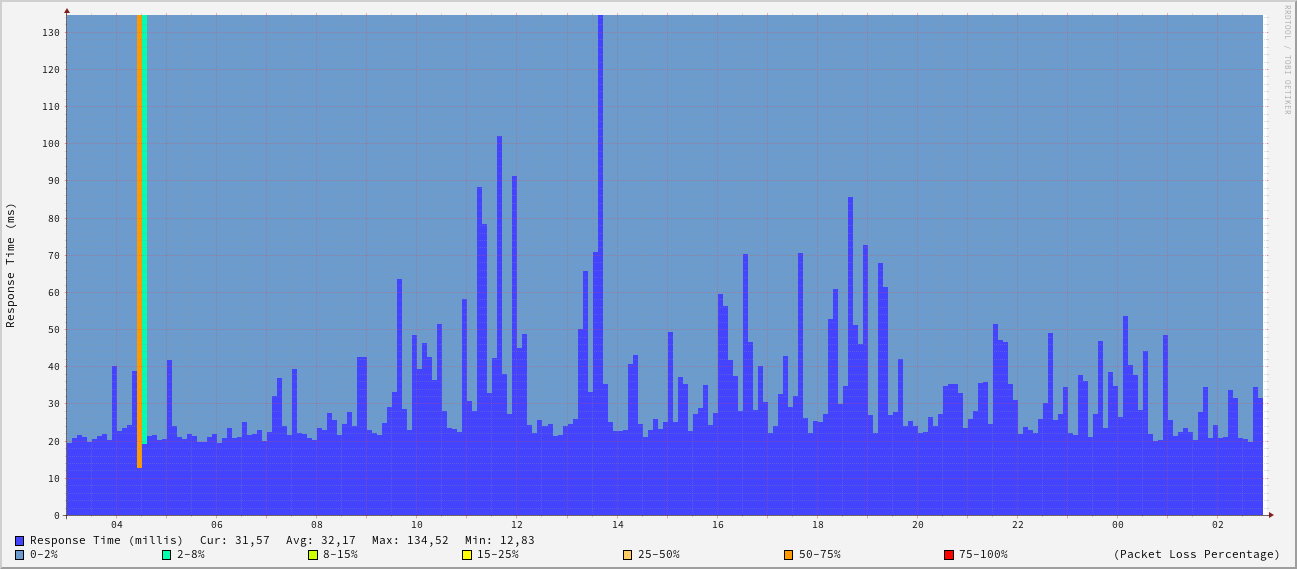 RRDTOOL / TOBI OETIKER
Response Time (ms)
130
120
110
100
90
80
70
60
50
40
30
20
10
0
04 06 08 10 12 14 16 18 20 22 00 02
Response Time (millis) Cur: 31,57 Avg: 32,17 Max: 134,52 Min: 12,83
0-2% 2-8% 8-15% 15-25% 25-50% 50-75% 75-100% (Packet Loss Percentage)